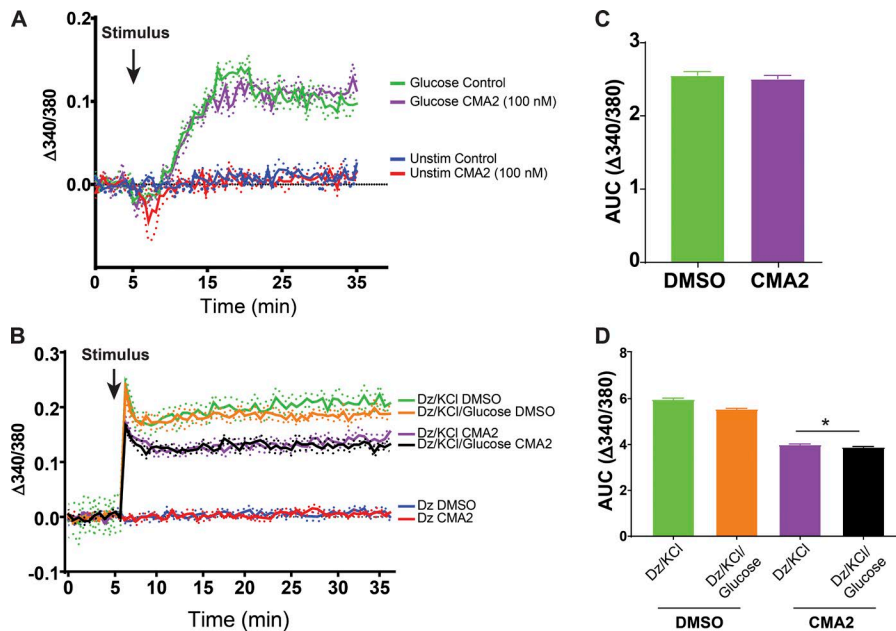 A
Stimulus
0.2
0.1
0.0
Δ340/380
0
5
15
25
35
Time (min)
Glucose Control
Glucose CMA2 (100 nM)
Unstim Control
Unstim CMA2 (100 nM)
C
3
2
1
0
AUC (Δ340/380)
DMSO
CMA2
B
Stimulus
0.3
0.2
0.1
0.0
-0.1
Δ340/380
0
5
10
15
20
25
30
35
Time (min)
Dz/KCl DMSO
Dz/KCl/Glucose DMSO
Dz/KCl CMA2
Dz/KCl/Glucose CMA2
Dz DMSO
Dz CMA2
D
8
6
4
2
0
AUC (Δ340/380)
*
Dz/KCl
Dz/KCl/
Glucose
Dz/KCl
Dz/KCl/
Glucose
DMSO
CMA2